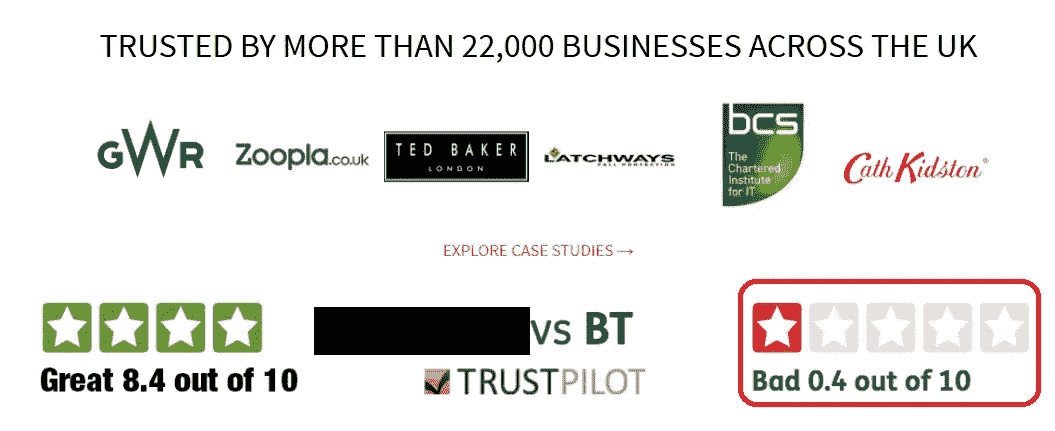 TRUSTED BY MORE THAN 22,000 BUSINESSES ACROSS THE UK
GWR
Zoopla.co.uk
TED BAKER
LONDON
LATCHWAYS
FALL PROTECTION
bcs
The
Chartered
Institute
for IT
Cath Kidston®
EXPLORE CASE STUDIES →
vs BT
TRUSTPILOT
Great 8.4 out of 10
Bad 0.4 out of 10